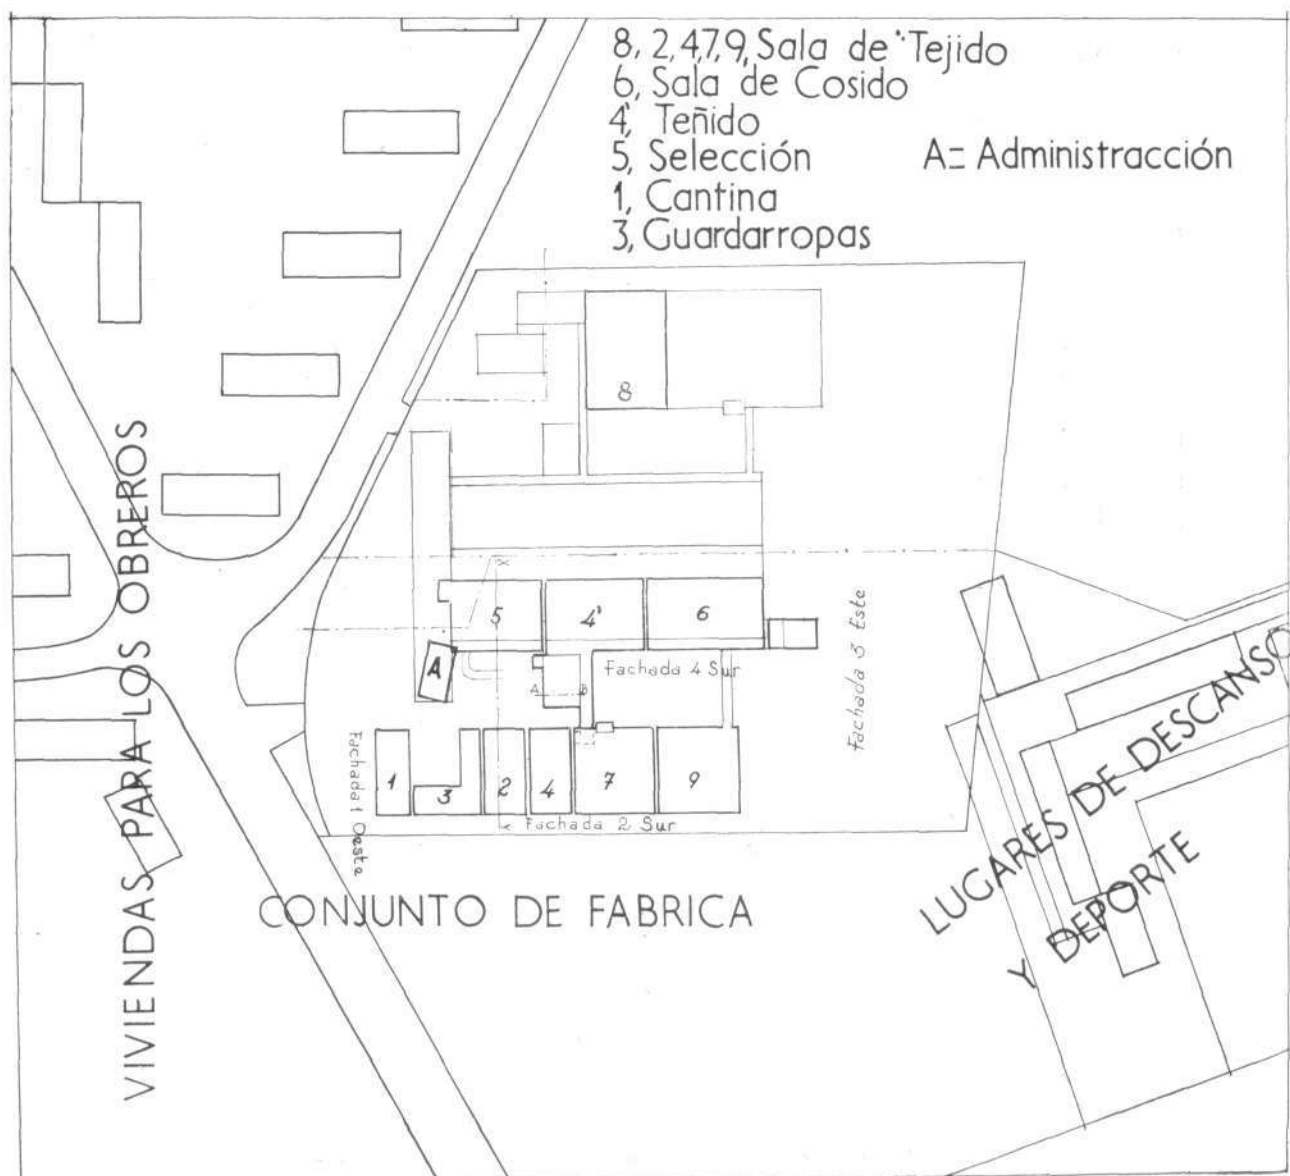 8, 2,4,7,9, Sala de Tejido
6, Sala de Cosido
4', Teñido
5, Selección
A= Administracción
1, Cantina
3, Guardarropas
8
5
4'
6
A
Fachada 4 Sur
A
B
Fachada 3 Este
Fachada 1 Oeste
1
3
2
4
7
9
Fachada 2 Sur
VIVIENDAS PARA LOS OBREROS
CONJUNTO DE FABRICA
LUGARES DE DESCANSO
Y DEPORTE